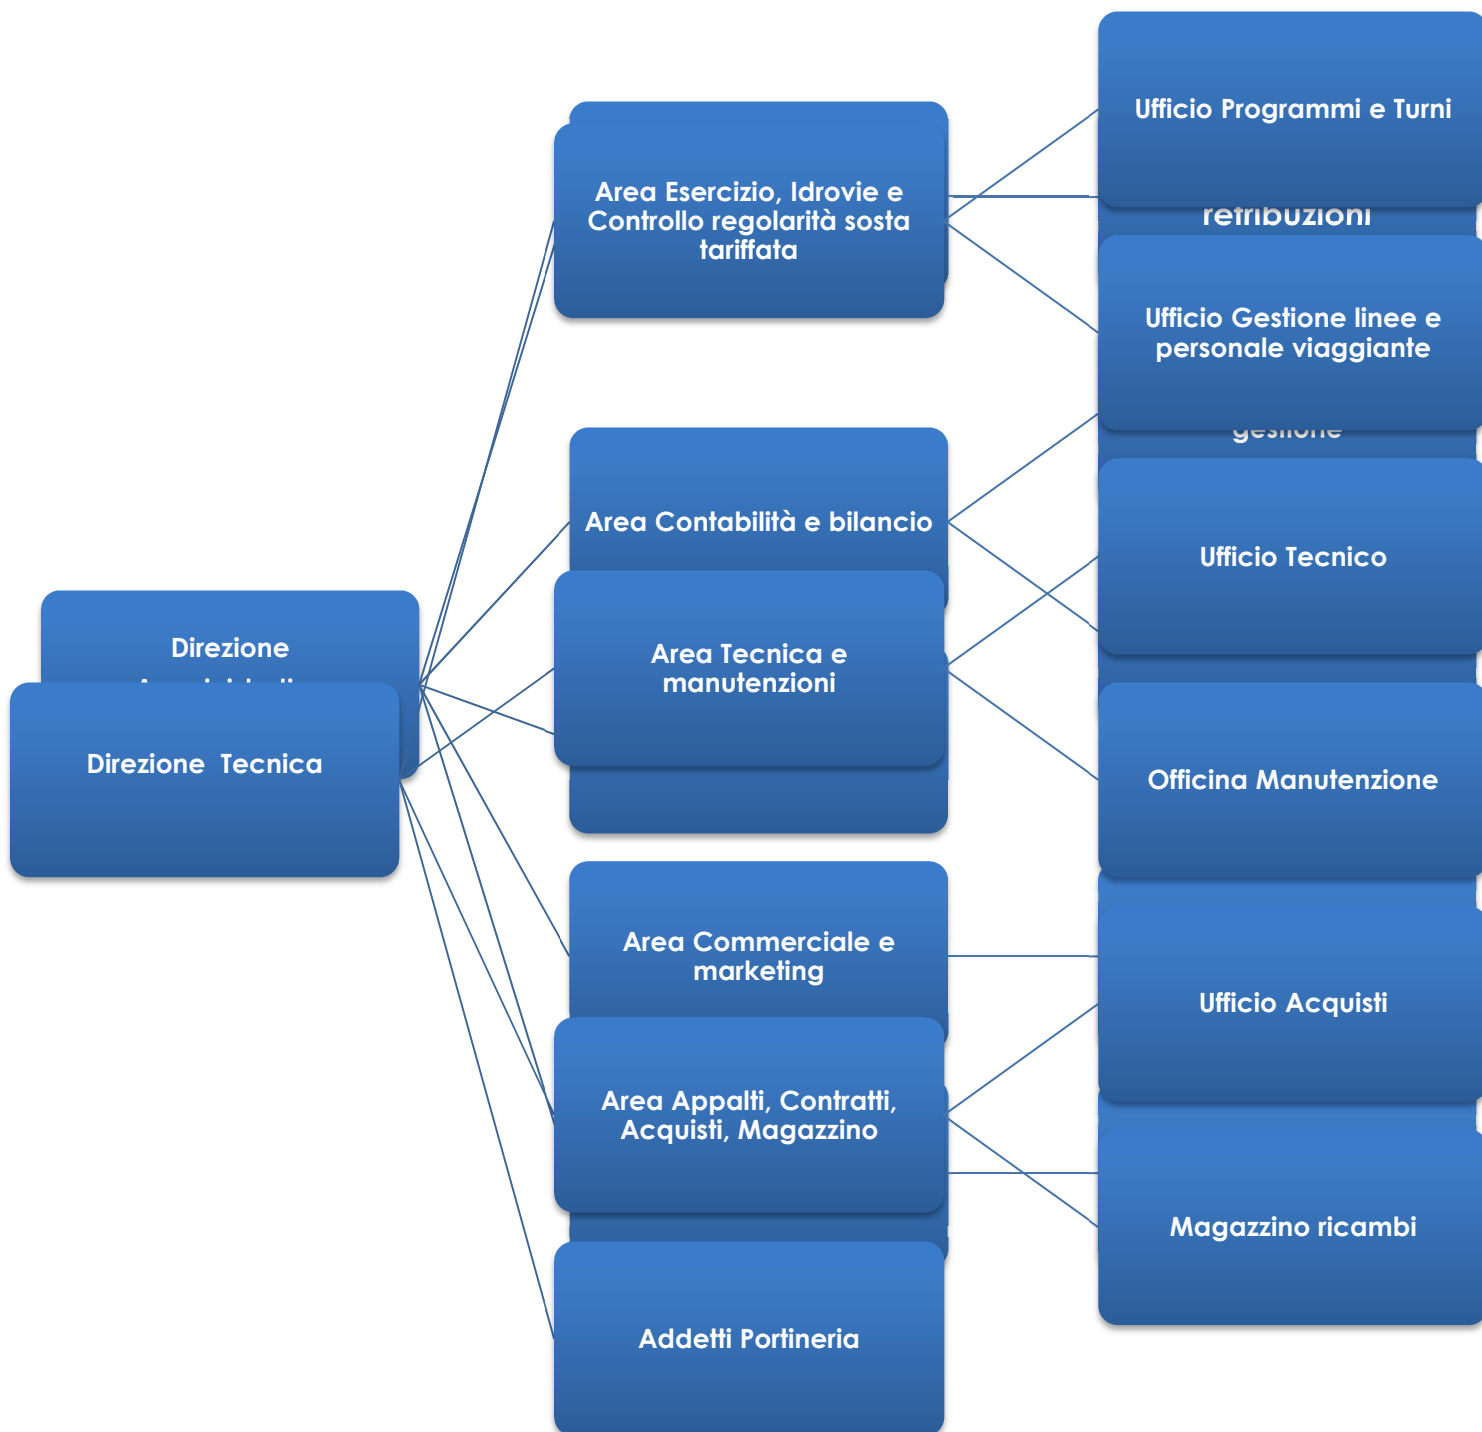 Ufficio Programmi e Turni
Area Esercizio, Idrovie e
Controllo regolarità sosta
tariffata
retribuzioni
Ufficio Gestione linee e
personale viaggiante
gestione
Area Contabilità e bilancio
Ufficio Tecnico
Direzione
Area Tecnica e
manutenzioni
Direzione Tecnica
Officina Manutenzione
Area Commerciale e
marketing
Ufficio Acquisti
Area Appalti, Contratti,
Acquisti, Magazzino
Magazzino ricambi
Addetti Portineria